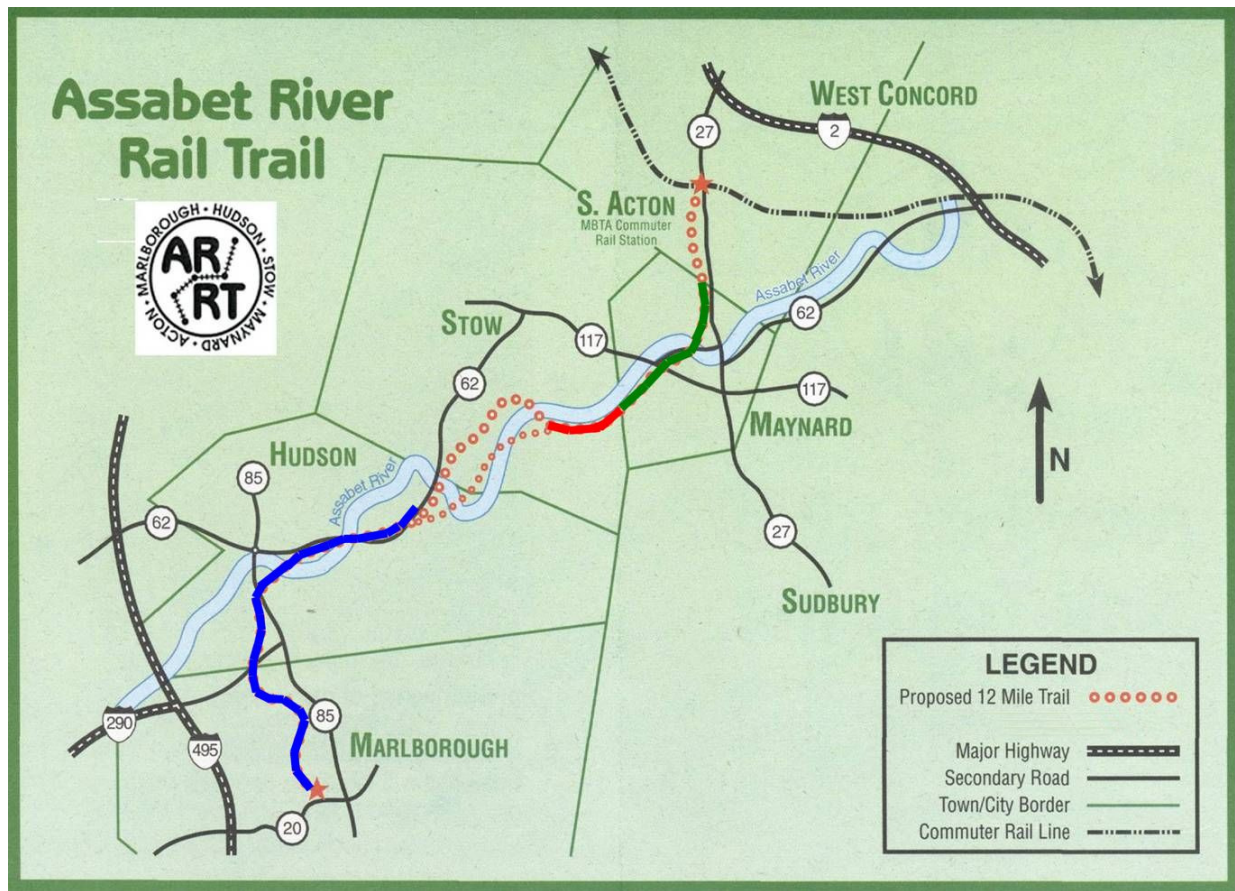 Assabet River
Rail Trail
MARLBOROUGH · HUDSON · STOW · MAYNARD · ACTON ·
AR
RT
WEST CONCORD
27
2
S. ACTON
MBTA Commuter
Rail Station
Assabet River
62
STOW
117
62
117
MAYNARD
HUDSON
85
Assabet River
62
N
27
SUDBURY
290
495
85
MARLBOROUGH
20
LEGEND
Proposed 12 Mile Trail
Major Highway
Secondary Road
Town/City Border
Commuter Rail Line